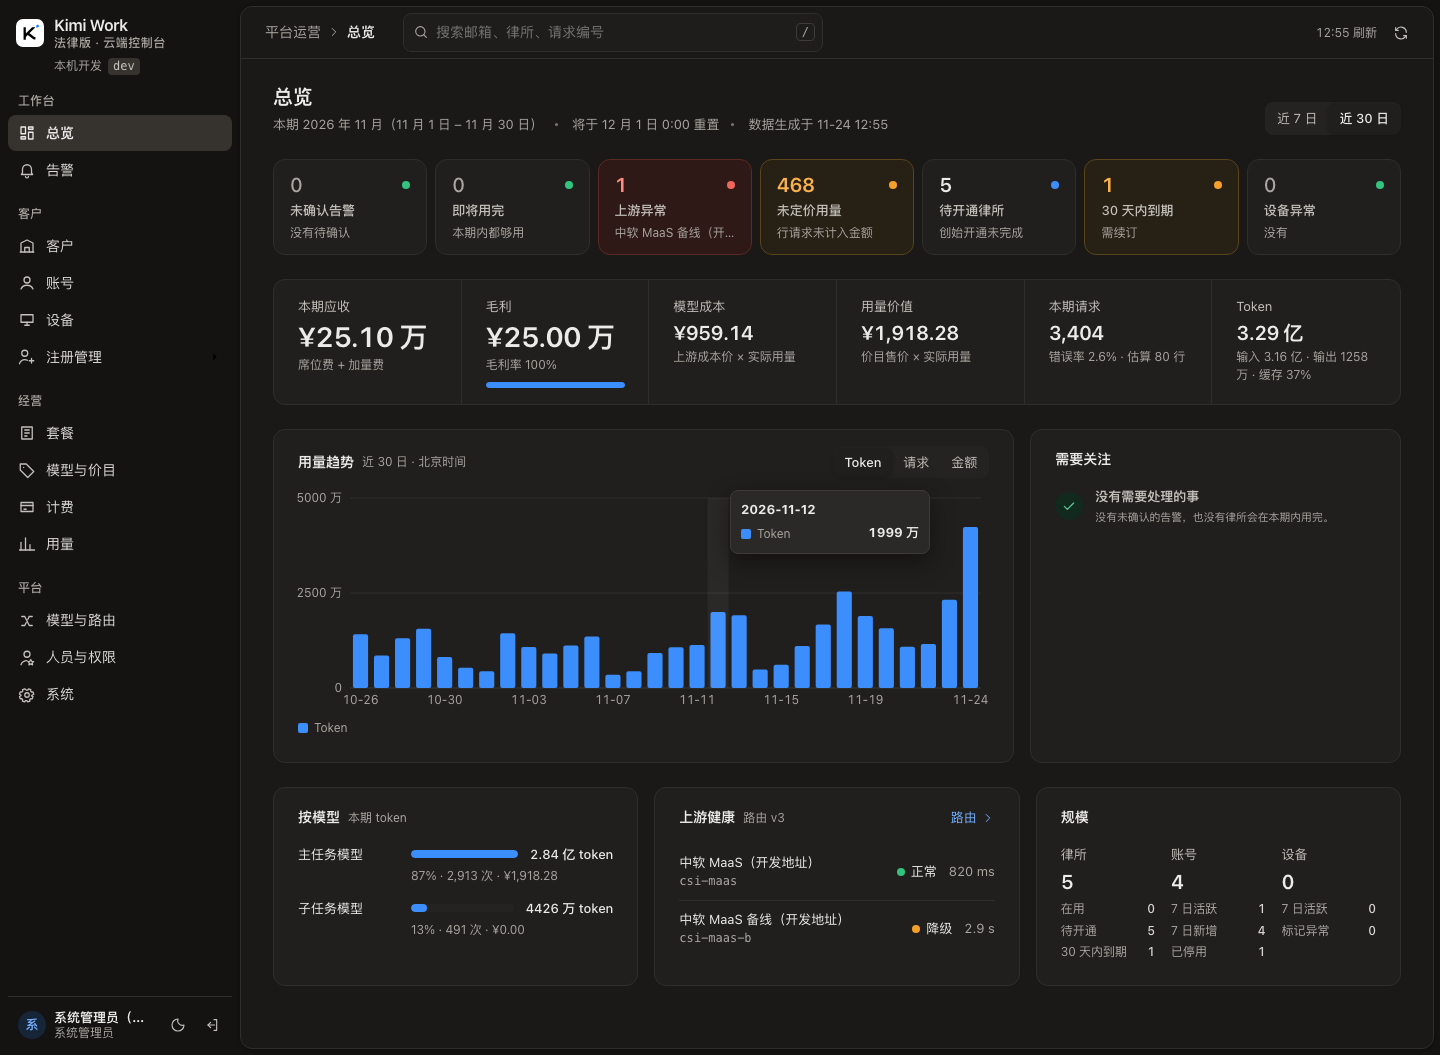 Kimi Work
法律版 · 云端控制台
本机开发 dev
工作台
总览
告警
客户
客户
账号
设备
注册管理
经营
套餐
模型与价目
计费
用量
平台
模型与路由
人员与权限
系统
系 系统管理员（...
系统管理员
平台运营 > 总览
搜索邮箱、律所、请求编号 /
12:55 刷新
总览
本期 2026 年 11 月（11 月 1 日 – 11 月 30 日） • 将于 12 月 1 日 0:00 重置 • 数据生成于 11-24 12:55
近 7 日 近 30 日
0
未确认告警
没有待确认
0
即将用完
本期内都够用
1
上游异常
中软 MaaS 备线（开...
468
未定价用量
行请求未计入金额
5
待开通律所
创始开通未完成
1
30 天内到期
需续订
0
设备异常
没有
本期应收
¥25.10 万
席位费 + 加量费
毛利
¥25.00 万
毛利率 100%
模型成本
¥959.14
上游成本价 × 实际用量
用量价值
¥1,918.28
价目售价 × 实际用量
本期请求
3,404
错误率 2.6% · 估算 80 行
Token
3.29 亿
输入 3.16 亿 · 输出 1258
万 · 缓存 37%
用量趋势 近 30 日 · 北京时间
Token 请求 金额
5000 万
2500 万
0
2026-11-12
Token 1999 万
10-26 10-30 11-03 11-07 11-11 11-15 11-19 11-24
Token
需要关注
没有需要处理的事
没有未确认的告警，也没有律所会在本期内用完。
按模型 本期 token
主任务模型 2.84 亿 token
87% · 2,913 次 · ¥1,918.28
子任务模型 4426 万 token
13% · 491 次 · ¥0.00
上游健康 路由 v3
路由 >
中软 MaaS（开发地址）
csi-maas
正常 820 ms
中软 MaaS 备线（开发地址）
csi-maas-b
降级 2.9 s
规模
律所 账号 设备
5 4 0
在用 0 7 日活跃 1 7 日活跃 0
待开通 5 7 日新增 4 标记异常 0
30 天内到期 1 已停用 1